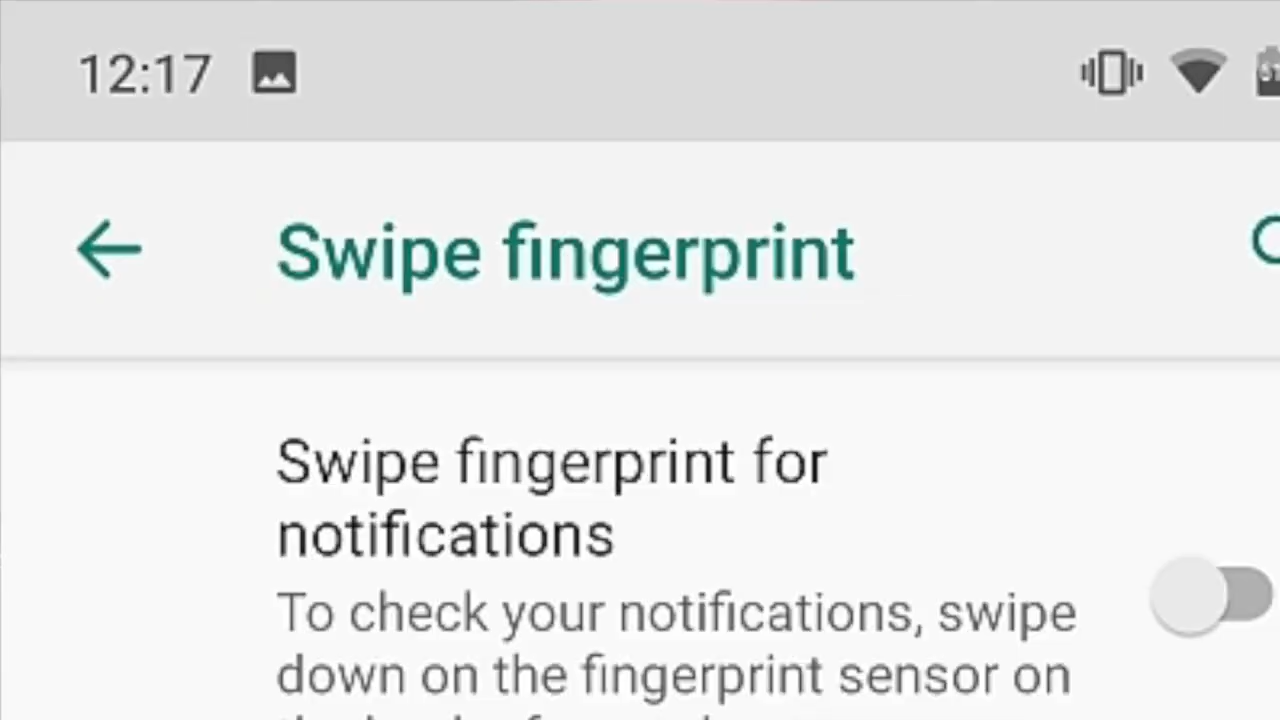 12:17
Swipe fingerprint
Swipe fingerprint for
notifications
To check your notifications, swipe
down on the fingerprint sensor on